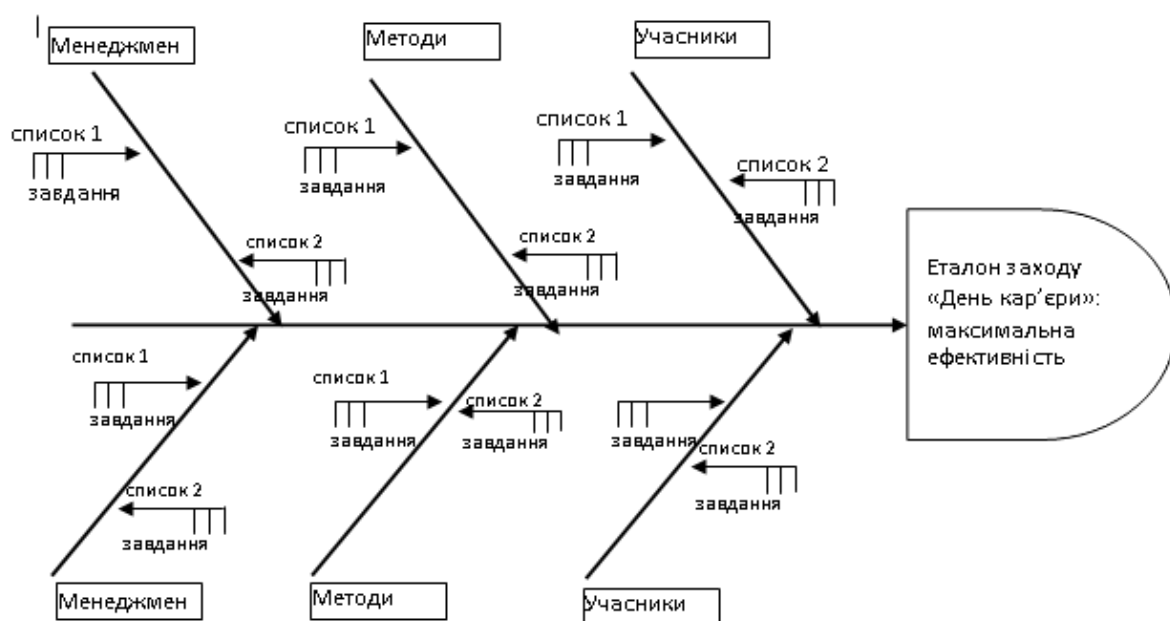 Менеджмен
Методи
Учасники
список 1
завдання
список 1
завдання
список 1
завдання
список 2
завдання
список 2
завдання
список 2
завдання
Еталон заходу
«День кар’єри»:
максимальна
ефективність
список 1
завдання
список 1
завдання
список 2
завдання
завдання
список 2
завдання
список 2
завдання
Менеджмен
Методи
Учасники